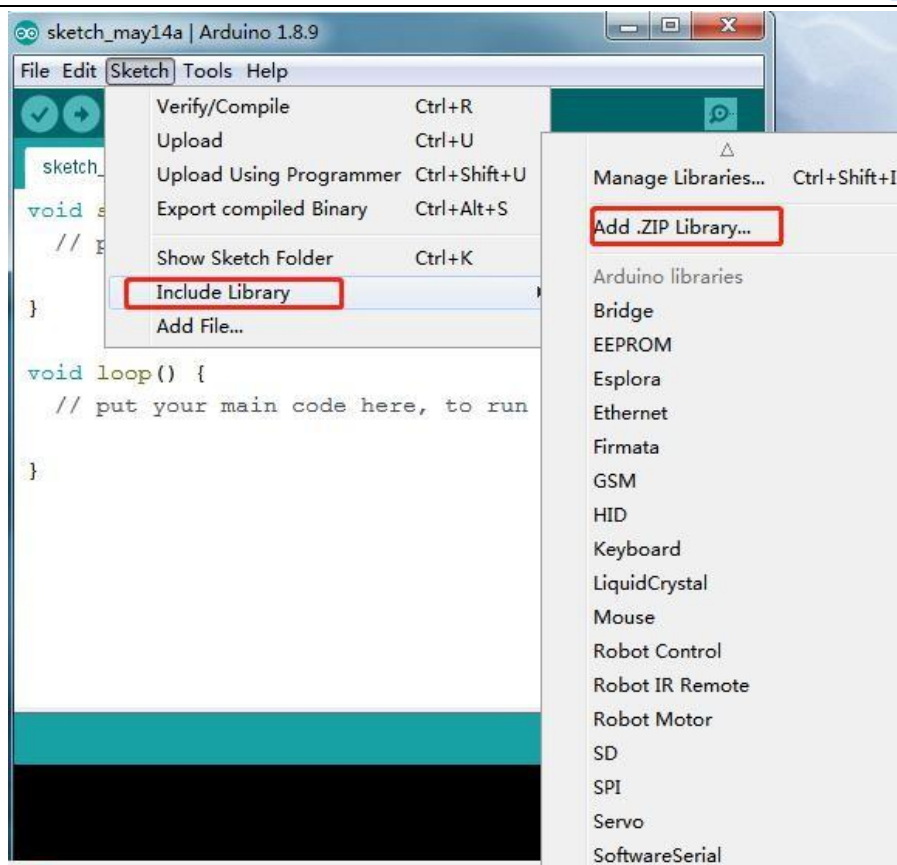 sketch_may14a | Arduino 1.8.9
File Edit Sketch Tools Help
Verify/Compile Ctrl+R
Upload Ctrl+U
Upload Using Programmer Ctrl+Shift+U
Export compiled Binary Ctrl+Alt+S
Show Sketch Folder Ctrl+K
Include Library
Add File...
sketch_
void s
// p
}
void loop() {
// put your main code here, to run
}
Manage Libraries... Ctrl+Shift+I
Add .ZIP Library...
Arduino libraries
Bridge
EEPROM
Esplora
Ethernet
Firmata
GSM
HID
Keyboard
LiquidCrystal
Mouse
Robot Control
Robot IR Remote
Robot Motor
SD
SPI
Servo
SoftwareSerial